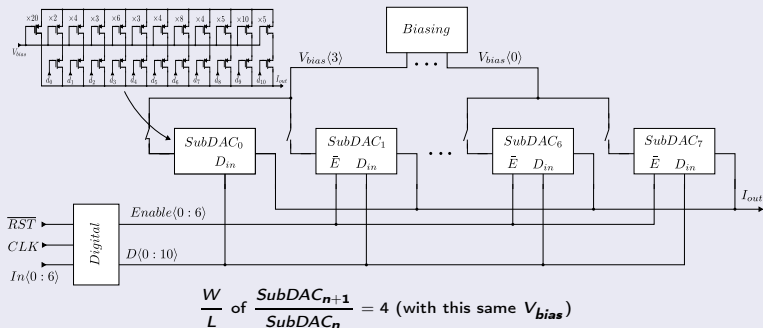 ×20 ×2 ×4 ×3 ×6 ×3 ×4 ×8 ×4 ×5 ×10 ×5
V_bias
d_0 d_1 d_2 d_3 d_4 d_5 d_6 d_7 d_8 d_9 d_10 I_out
Biasing
V_bias⟨3⟩ ... V_bias⟨0⟩
SubDAC_0
D_in
SubDAC_1
Ē D_in
...
SubDAC_6
Ē D_in
SubDAC_7
Ē D_in
I_out
RST
CLK
In⟨0 : 6⟩
Digital
Enable⟨0 : 6⟩
D⟨0 : 10⟩
W/L of SubDAC_{n+1}/SubDAC_n = 4 (with this same V_bias)